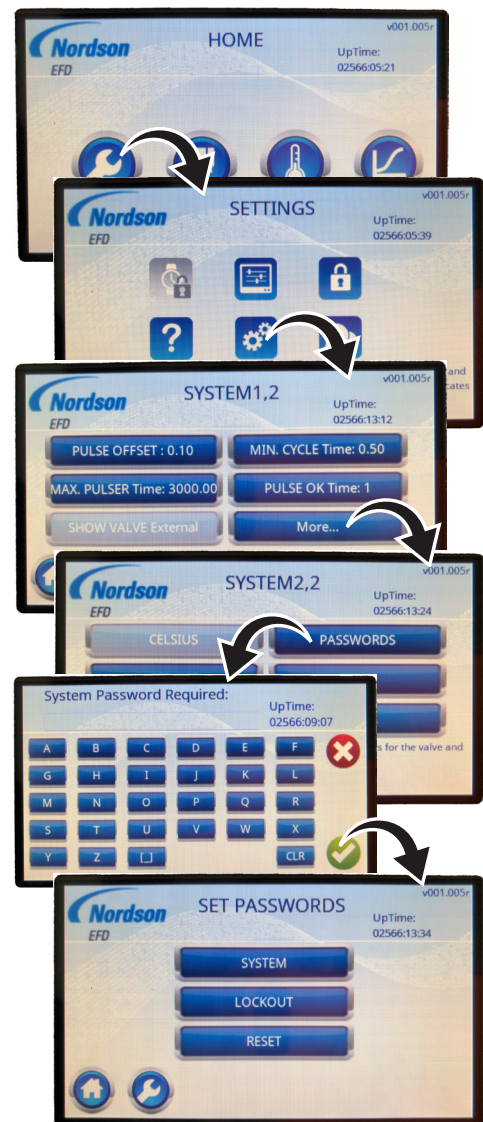 v001.005r
Nordson
EFD
HOME
UpTime:
02566:05:21
v001.005r
Nordson
EFD
SETTINGS
UpTime:
02566:05:39
?
and
cates
v001.005r
Nordson
EFD
SYSTEM1,2
UpTime:
02566:13:12
PULSE OFFSET : 0.10
MIN. CYCLE Time: 0.50
MAX. PULSER Time: 3000.00
PULSE OK Time: 1
SHOW VALVE External
More...
v001.005r
Nordson
EFD
SYSTEM2,2
UpTime:
02566:13:24
CELSIUS
PASSWORDS
s for the valve and
System Password Required:
UpTime:
02566:09:07
A B C D E F
G H I J K L
M N O P Q R
S T U V W X
Y Z [_] CLR
v001.005r
Nordson
EFD
SET PASSWORDS
UpTime:
02566:13:34
SYSTEM
LOCKOUT
RESET